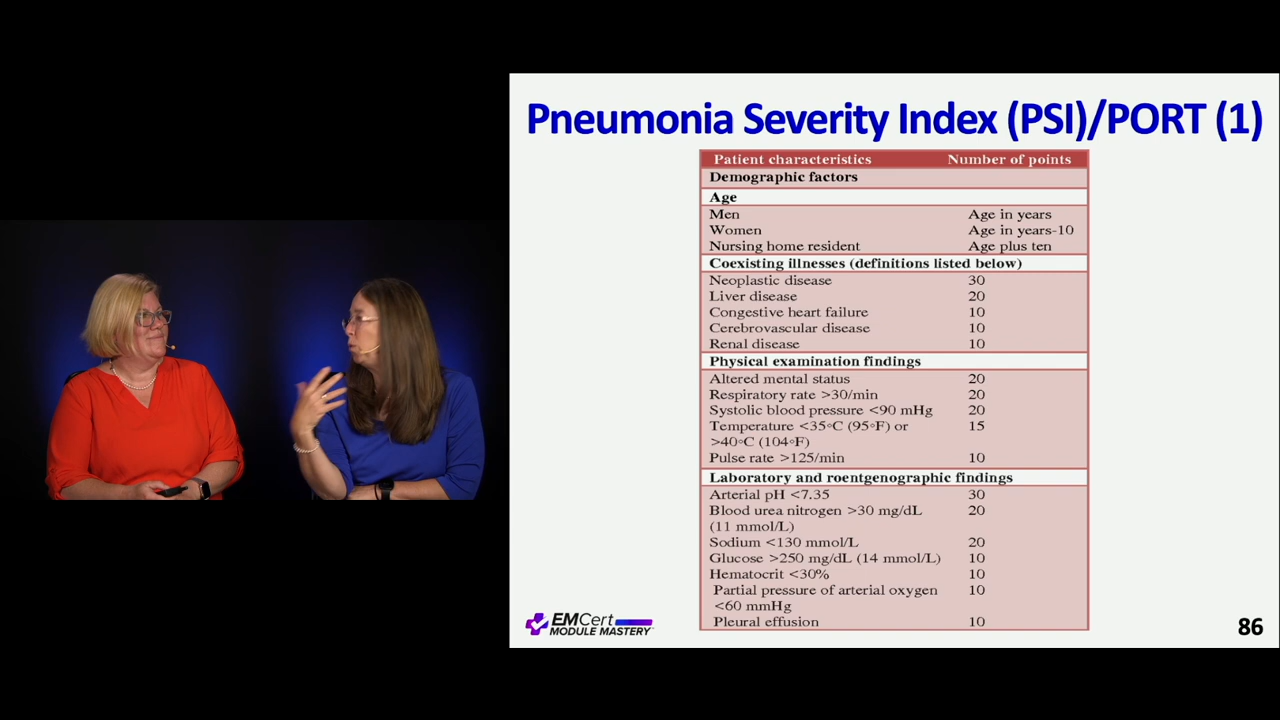 Pneumonia Severity Index (PSI)/PORT (1)
Patient characteristics Number of points
Demographic factors
Age
Men Age in years
Women Age in years-10
Nursing home resident Age plus ten
Coexisting illnesses (definitions listed below)
Neoplastic disease 30
Liver disease 20
Congestive heart failure 10
Cerebrovascular disease 10
Renal disease 10
Physical examination findings
Altered mental status 20
Respiratory rate >30/min 20
Systolic blood pressure <90 mmHg 20
Temperature <35◦C (95◦F) or 15
>40◦C (104◦F)
Pulse rate >125/min 10
Laboratory and roentgenographic findings
Arterial pH <7.35 30
Blood urea nitrogen >30 mg/dL 20
(11 mmol/L)
Sodium <130 mmol/L 20
Glucose >250 mg/dL (14 mmol/L) 10
Hematocrit <30% 10
Partial pressure of arterial oxygen 10
<60 mmHg
Pleural effusion 10
EMCert
MODULE MASTERY
86